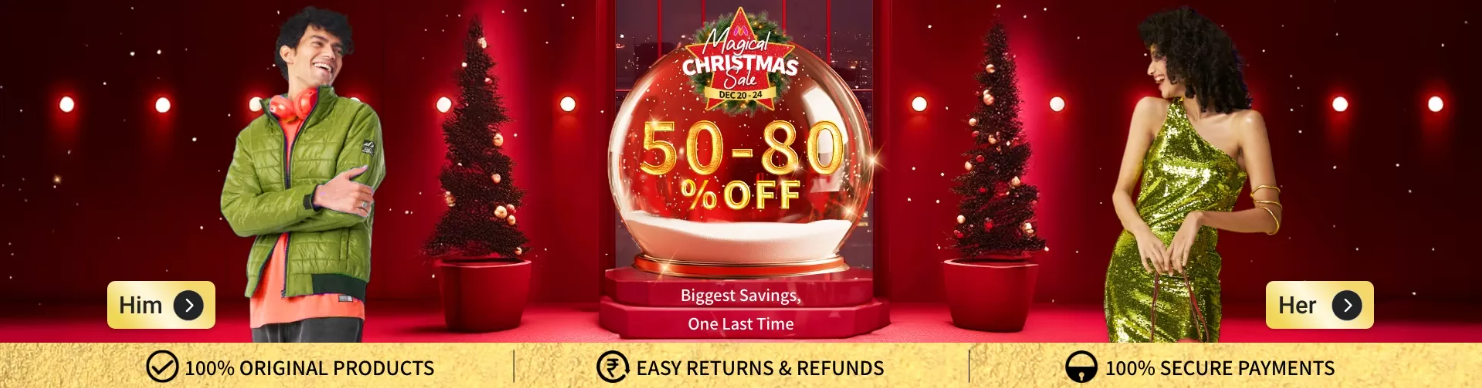 Magical
CHRISTMAS
Sale
DEC 20-24
50-80
%OFF
Biggest Savings,
One Last Time
Him
Her
100% ORIGINAL PRODUCTS
EASY RETURNS & REFUNDS
100% SECURE PAYMENTS